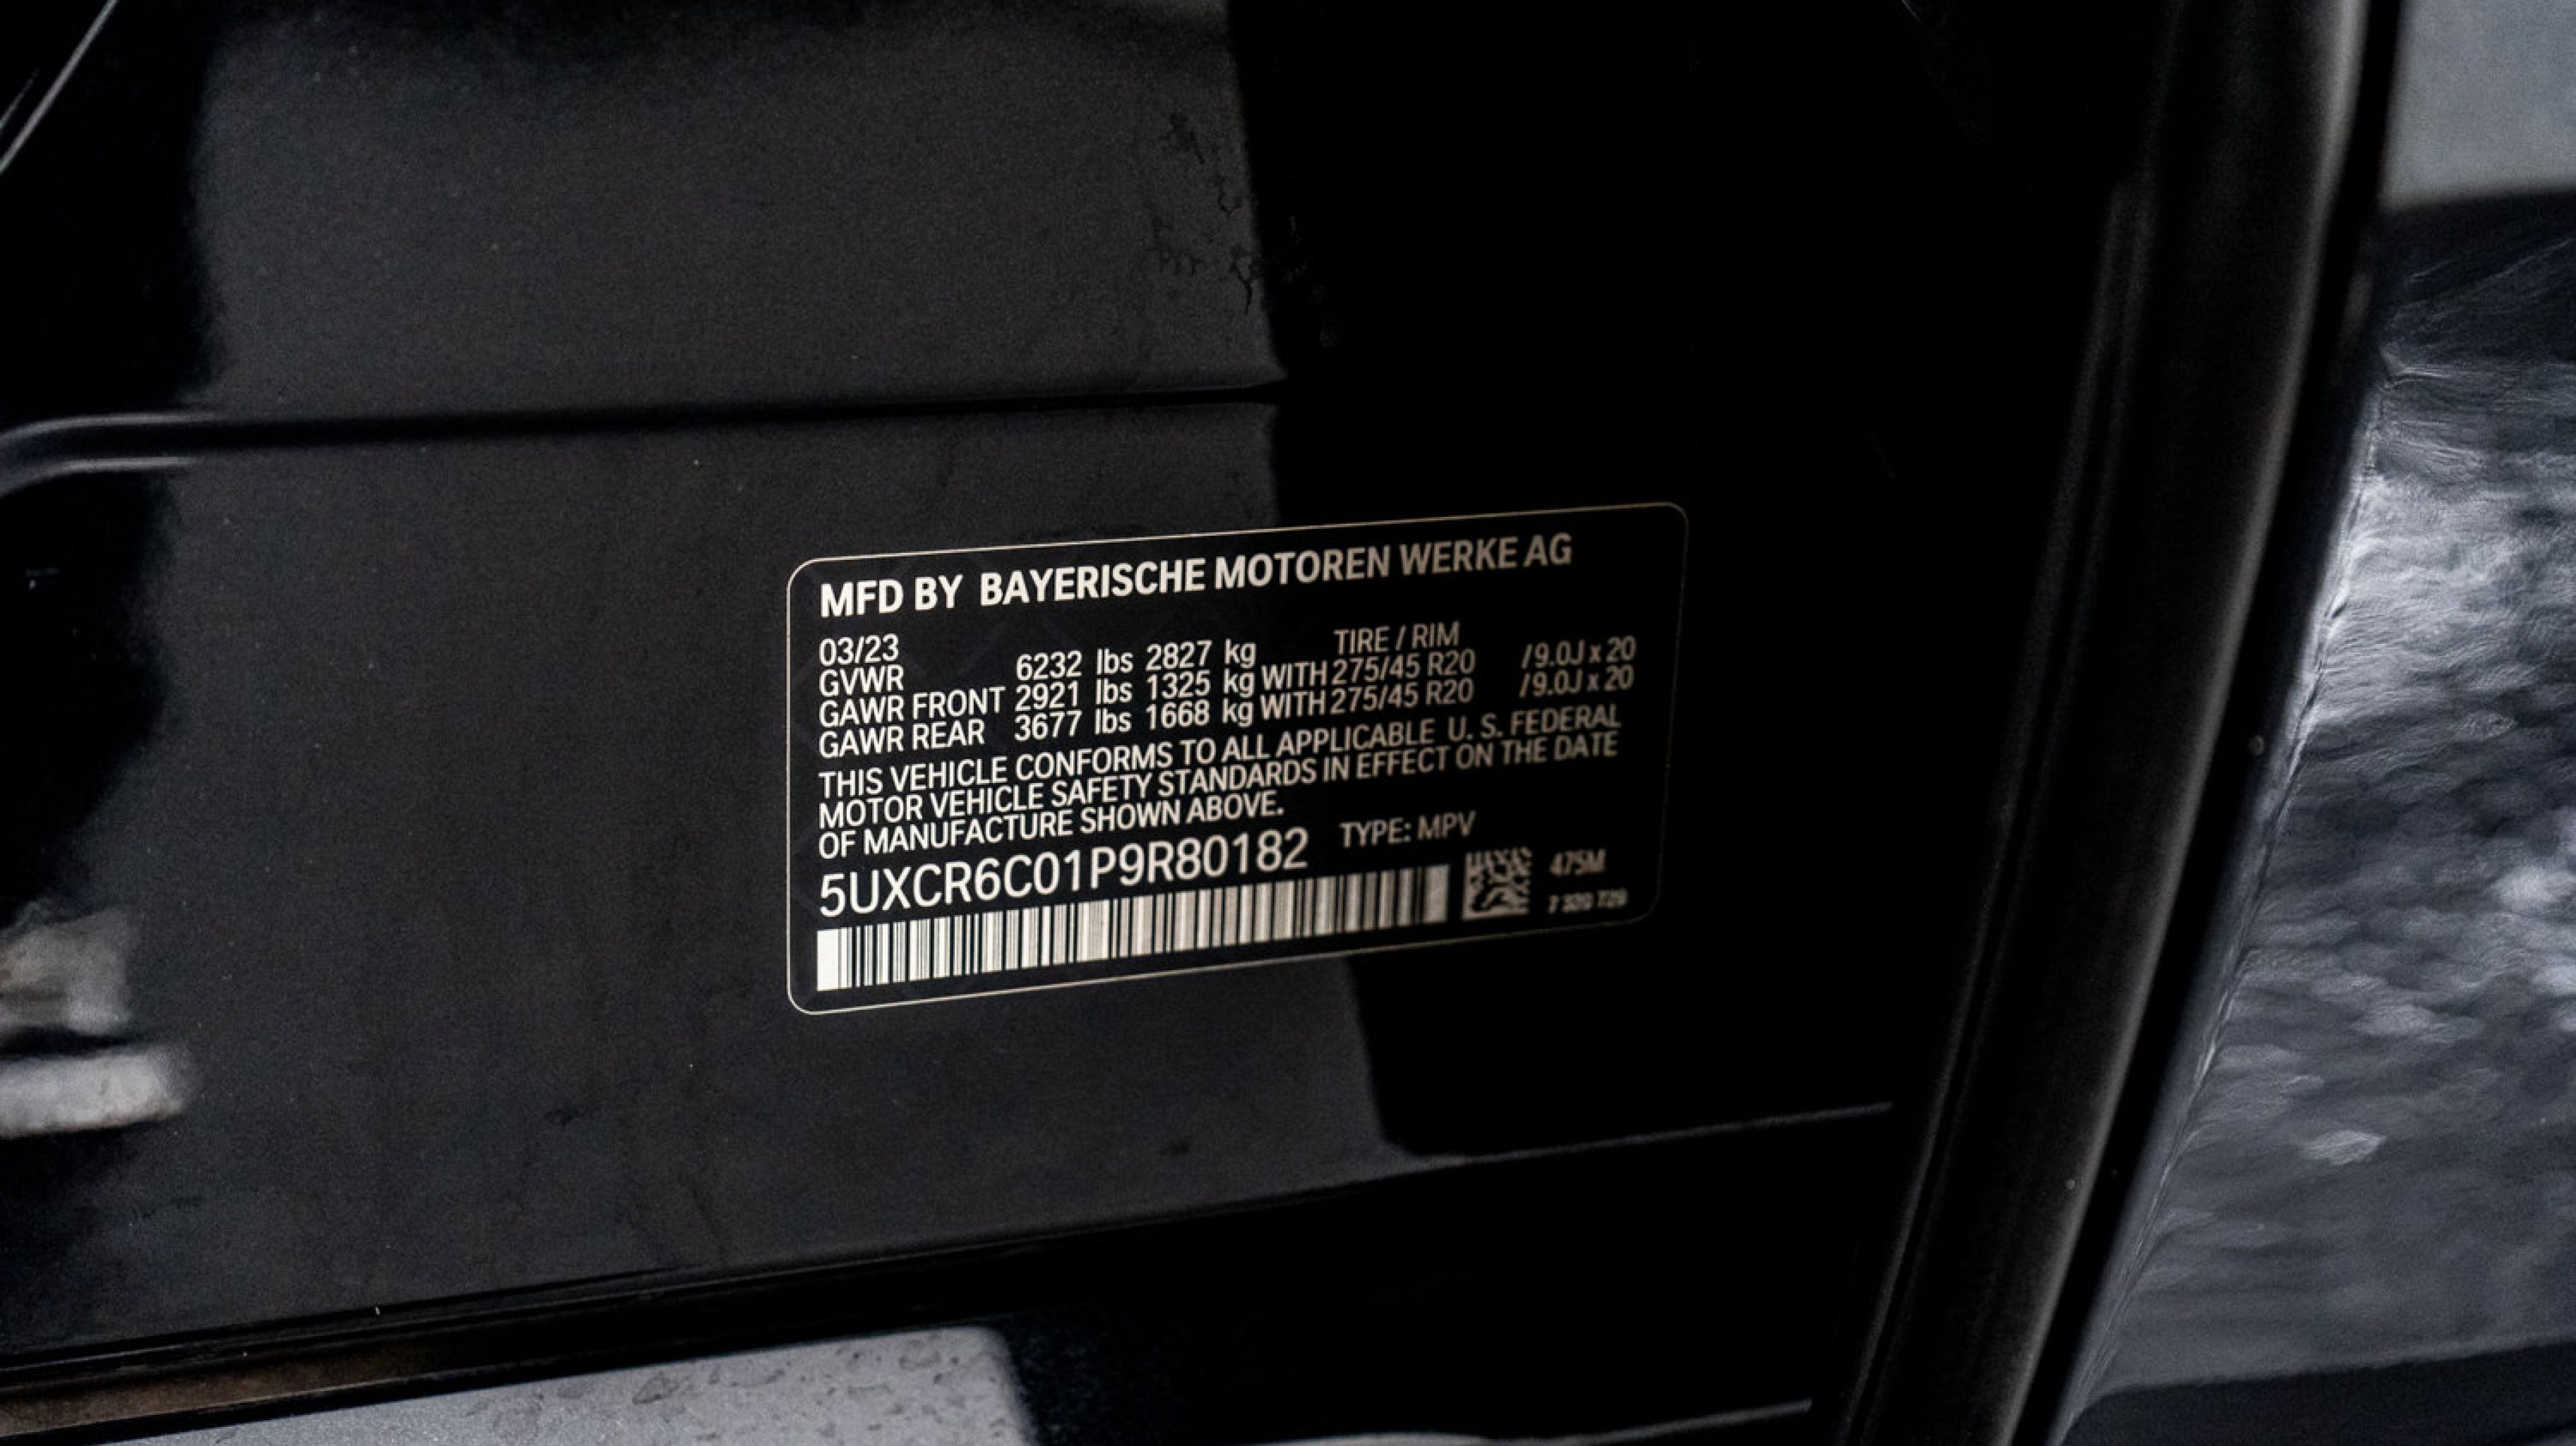 MFD BY BAYERISCHE MOTOREN WERKE AG
03/23 TIRE / RIM
GVWR 6232 lbs 2827 kg
GAWR FRONT 2921 lbs 1325 kg WITH 275/45 R20 /9.0J x 20
GAWR REAR 3677 lbs 1668 kg WITH 275/45 R20 /9.0J x 20
THIS VEHICLE CONFORMS TO ALL APPLICABLE U. S. FEDERAL
MOTOR VEHICLE SAFETY STANDARDS IN EFFECT ON THE DATE
OF MANUFACTURE SHOWN ABOVE.
5UXCR6C01P9R80182 TYPE: MPV
475M